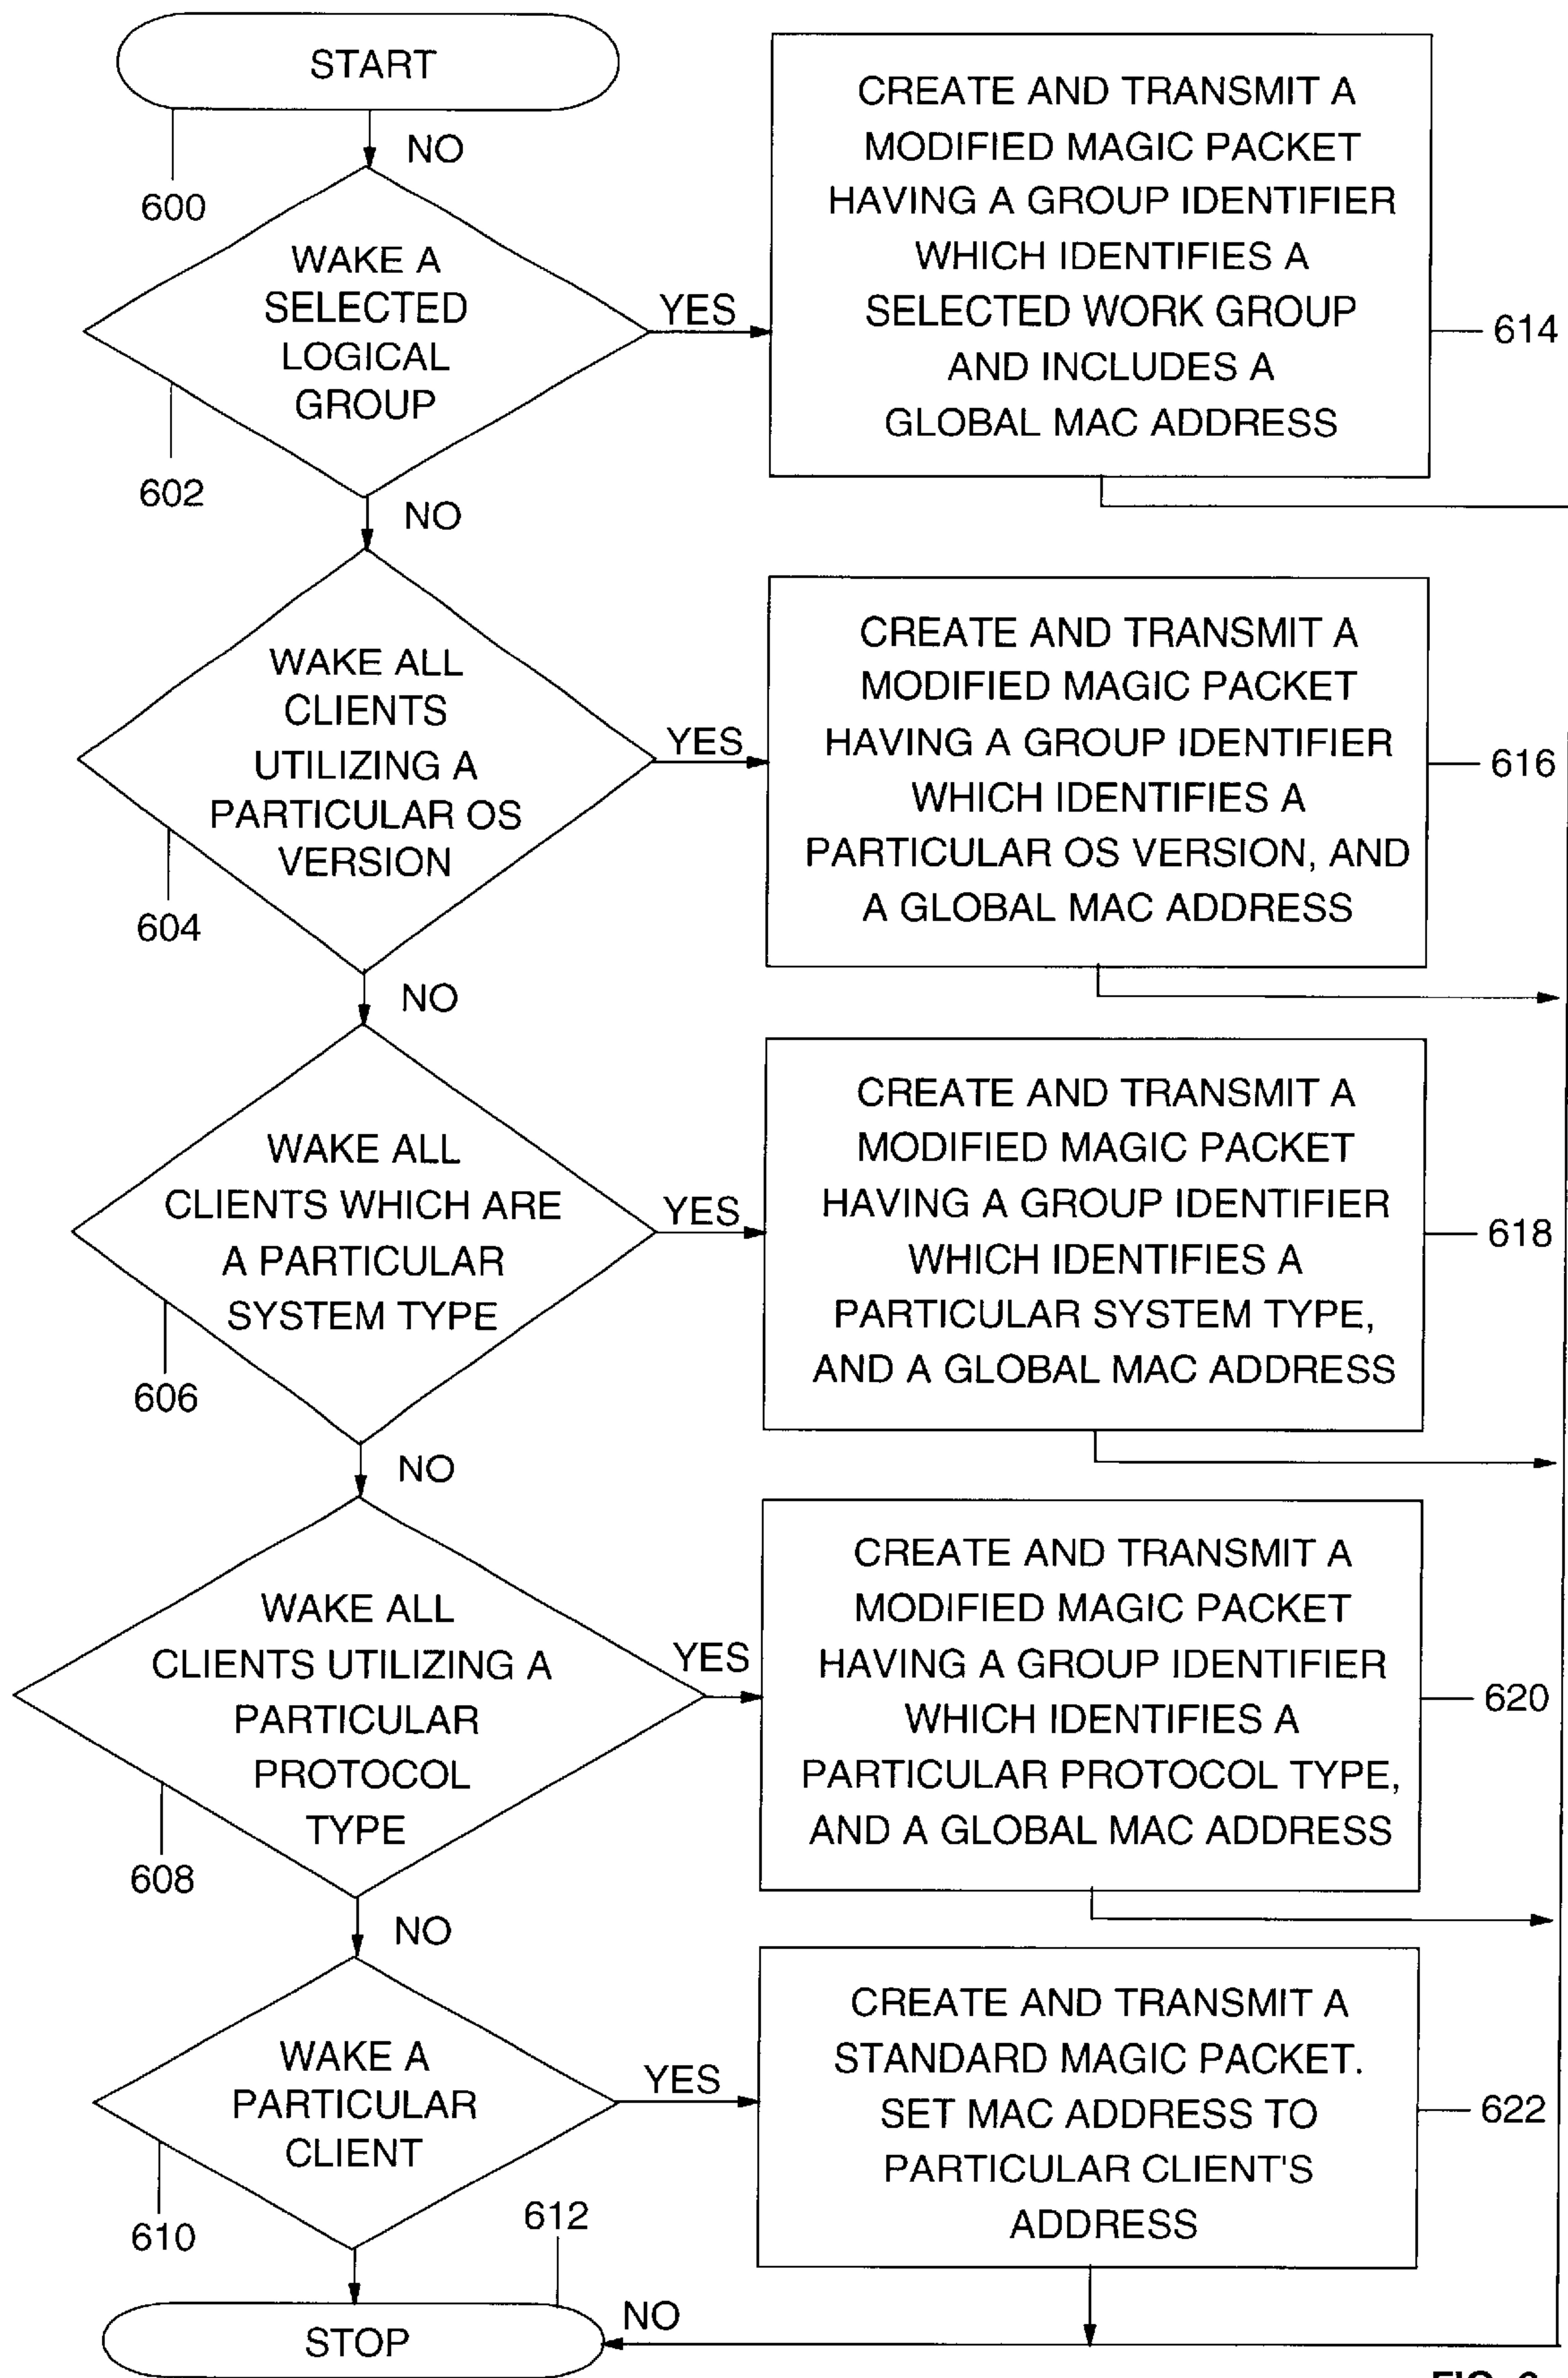 START
NO
600
WAKE A
SELECTED
LOGICAL
GROUP
YES
602
CREATE AND TRANSMIT A
MODIFIED MAGIC PACKET
HAVING A GROUP IDENTIFIER
WHICH IDENTIFIES A
SELECTED WORK GROUP
AND INCLUDES A
GLOBAL MAC ADDRESS
614
NO
WAKE ALL
CLIENTS
UTILIZING A
PARTICULAR OS
VERSION
YES
604
CREATE AND TRANSMIT A
MODIFIED MAGIC PACKET
HAVING A GROUP IDENTIFIER
WHICH IDENTIFIES A
PARTICULAR OS VERSION, AND
A GLOBAL MAC ADDRESS
616
NO
WAKE ALL
CLIENTS WHICH ARE
A PARTICULAR
SYSTEM TYPE
YES
606
CREATE AND TRANSMIT A
MODIFIED MAGIC PACKET
HAVING A GROUP IDENTIFIER
WHICH IDENTIFIES A
PARTICULAR SYSTEM TYPE,
AND A GLOBAL MAC ADDRESS
618
NO
WAKE ALL
CLIENTS UTILIZING A
PARTICULAR
PROTOCOL
TYPE
YES
608
CREATE AND TRANSMIT A
MODIFIED MAGIC PACKET
HAVING A GROUP IDENTIFIER
WHICH IDENTIFIES A
PARTICULAR PROTOCOL TYPE,
AND A GLOBAL MAC ADDRESS
620
NO
WAKE A
PARTICULAR
CLIENT
YES
610
CREATE AND TRANSMIT A
STANDARD MAGIC PACKET.
SET MAC ADDRESS TO
PARTICULAR CLIENT'S
ADDRESS
622
612
STOP
NO